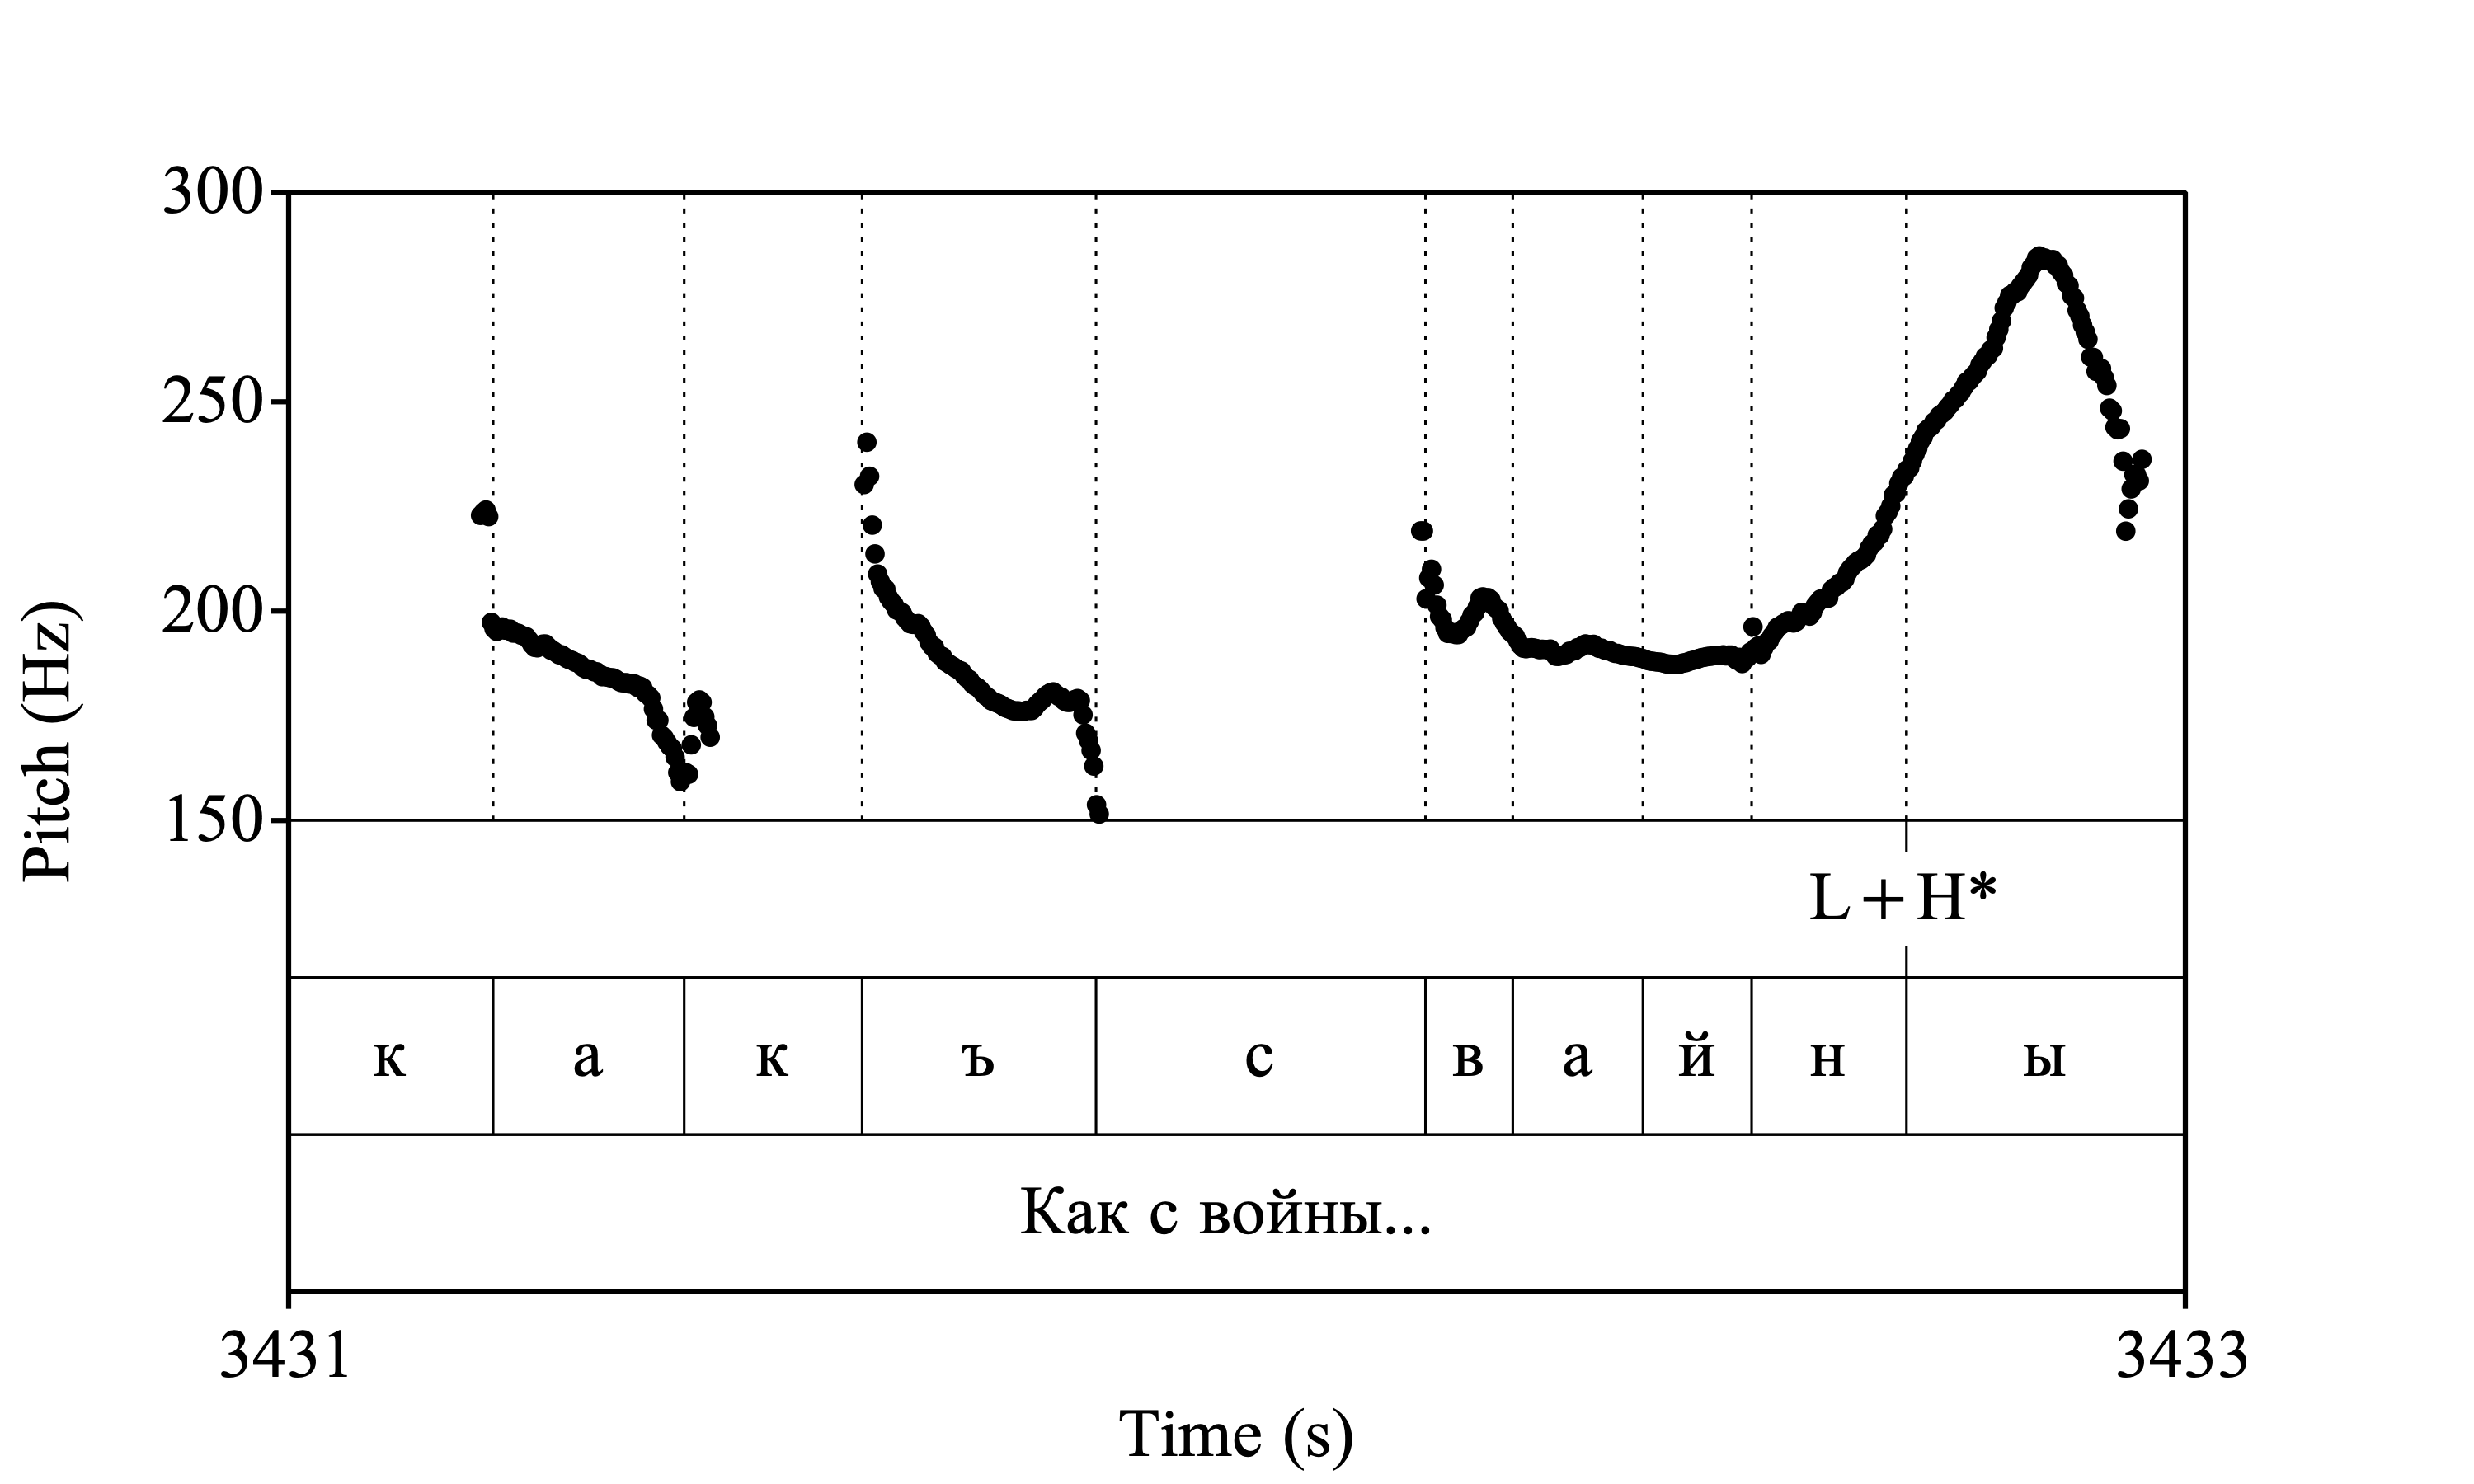 300
250
200
150
Pitch (Hz)
L+H*
к а к ъ с в а й н ы
Как с войны...
3431 3433
Time (s)